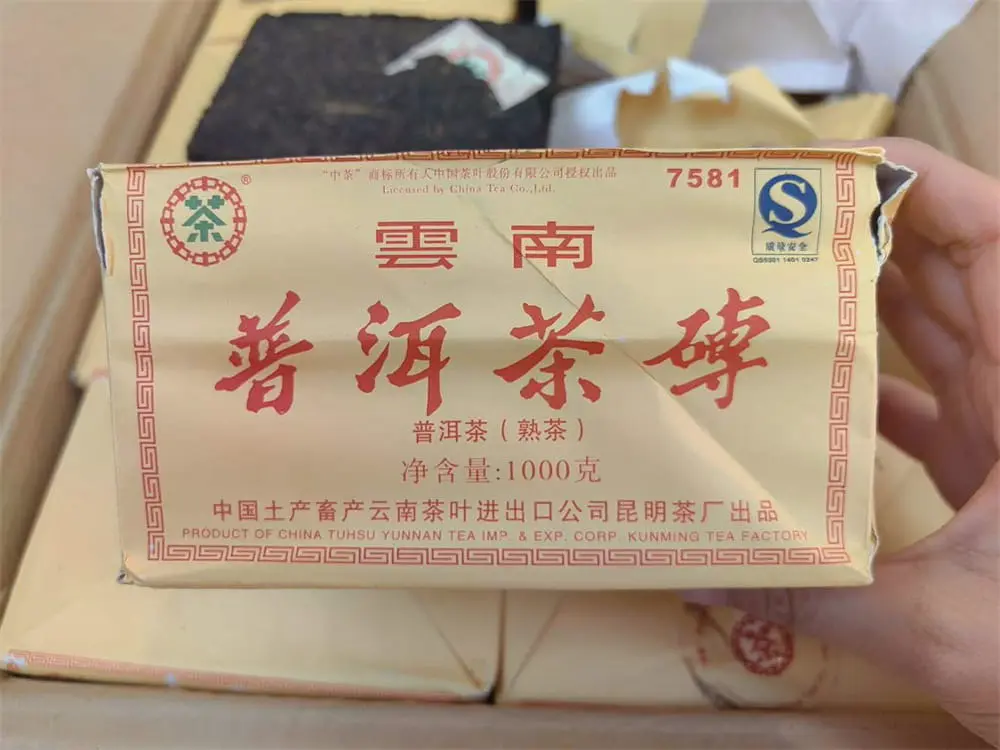 "中茶"商标所有人中国茶叶股份有限公司授权出品
Licensed by China Tea Co.,Ltd.
7581
茶
®
S
质量安全
QS5301 1401 0247
雲南
普洱茶磚
普洱茶(熟茶)
净含量:1000克
中国土产畜产云南茶叶进出口公司昆明茶厂出品
PRODUCT OF CHINA TUHSU YUNNAN TEA IMP. & EXP. CORP. KUNMING TEA FACTORY